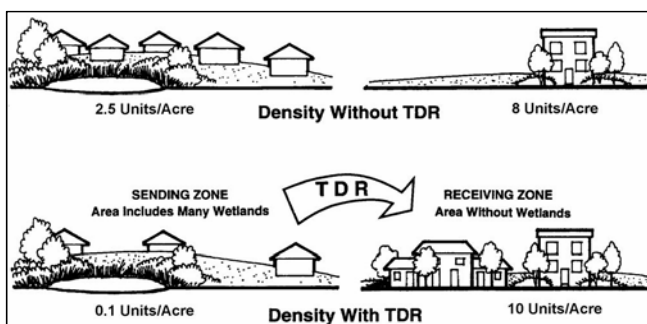 2.5 Units/Acre
Density Without TDR
8 Units/Acre
SENDING ZONE
Area Includes Many Wetlands
TDR
RECEIVING ZONE
Area Without Wetlands
0.1 Units/Acre
Density With TDR
10 Units/Acre